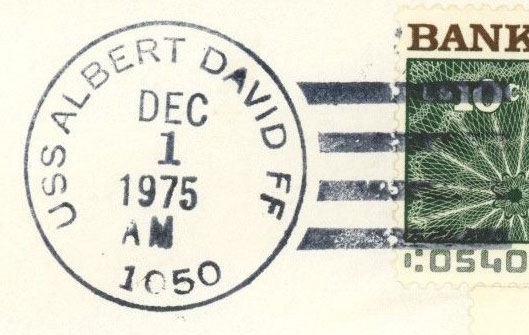 USS ALBERT DAVID FF
DEC
1
1975
AM
1050
BANK
10c
0540